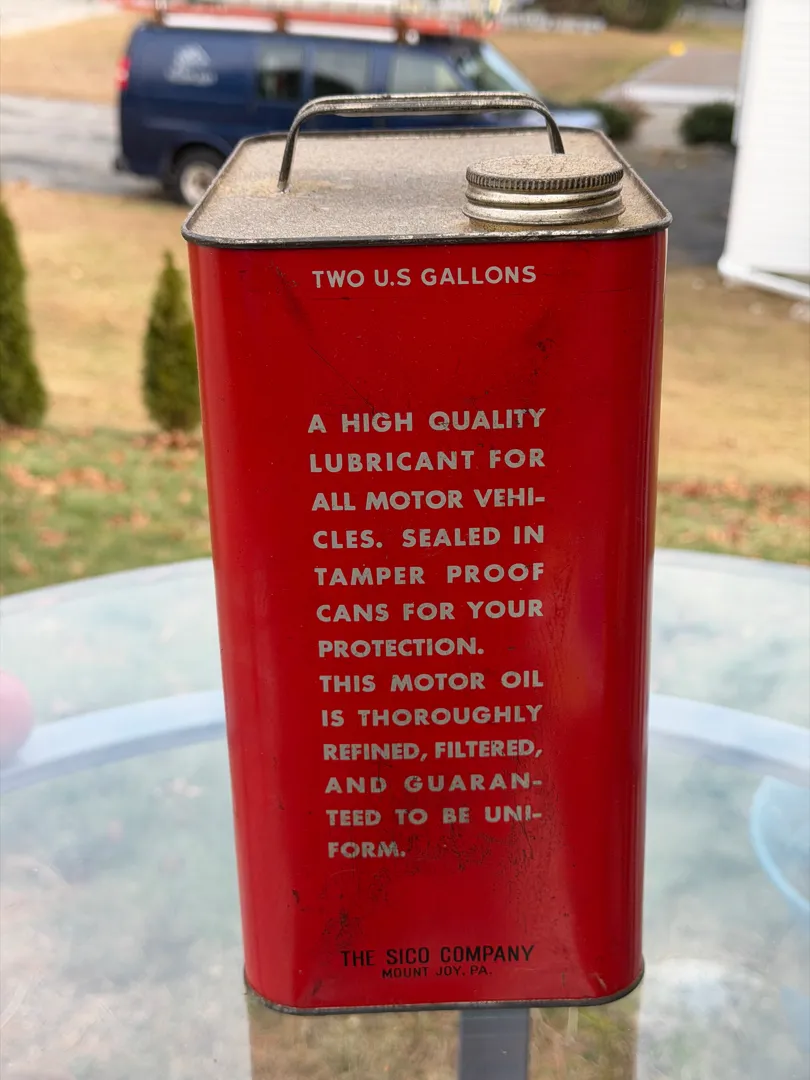 TWO U.S GALLONS
A HIGH QUALITY
LUBRICANT FOR
ALL MOTOR VEHI-
CLES. SEALED IN
TAMPER PROOF
CANS FOR YOUR
PROTECTION.
THIS MOTOR OIL
IS THOROUGHLY
REFINED, FILTERED,
AND GUARAN-
TEED TO BE UNI-
FORM.
THE SICO COMPANY
MOUNT JOY, PA.